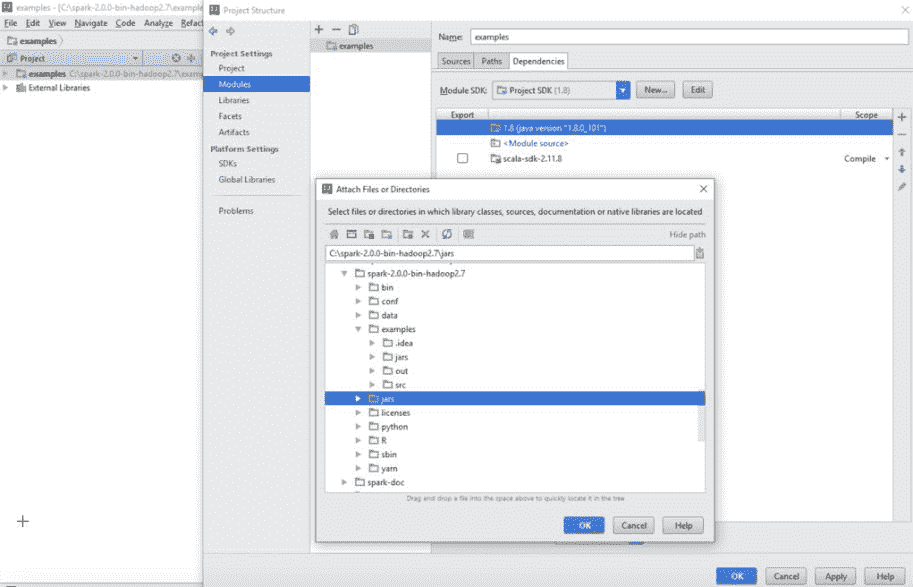 examples - [C:\spark-2.0.0-bin-hadoop2.7\example
File Edit View Navigate Code Analyze Refact
examples
Project
examples C:\spark-2.0.0-bin-hadoop2.7\exam
External Libraries
Project Structure
Project Settings
Project
Modules
Libraries
Facets
Artifacts
Platform Settings
SDKs
Global Libraries
Problems
examples
Name: examples
Sources Paths Dependencies
Module SDK: Project SDK (1.8) New... Edit
Export Scope
1.8 (java version "1.8.0_101")
<Module source>
scala-sdk-2.11.8 Compile
Attach Files or Directories
Select files or directories in which library classes, sources, documentation or native libraries are located
Hide path
C:\spark-2.0.0-bin-hadoop2.7\jars
spark-2.0.0-bin-hadoop2.7
bin
conf
data
examples
.idea
jars
out
src
jars
licenses
python
R
sbin
yarn
spark-doc
Drag and drop a file into the space above to quickly locate it in the tree
OK Cancel Help
OK Cancel Apply Help